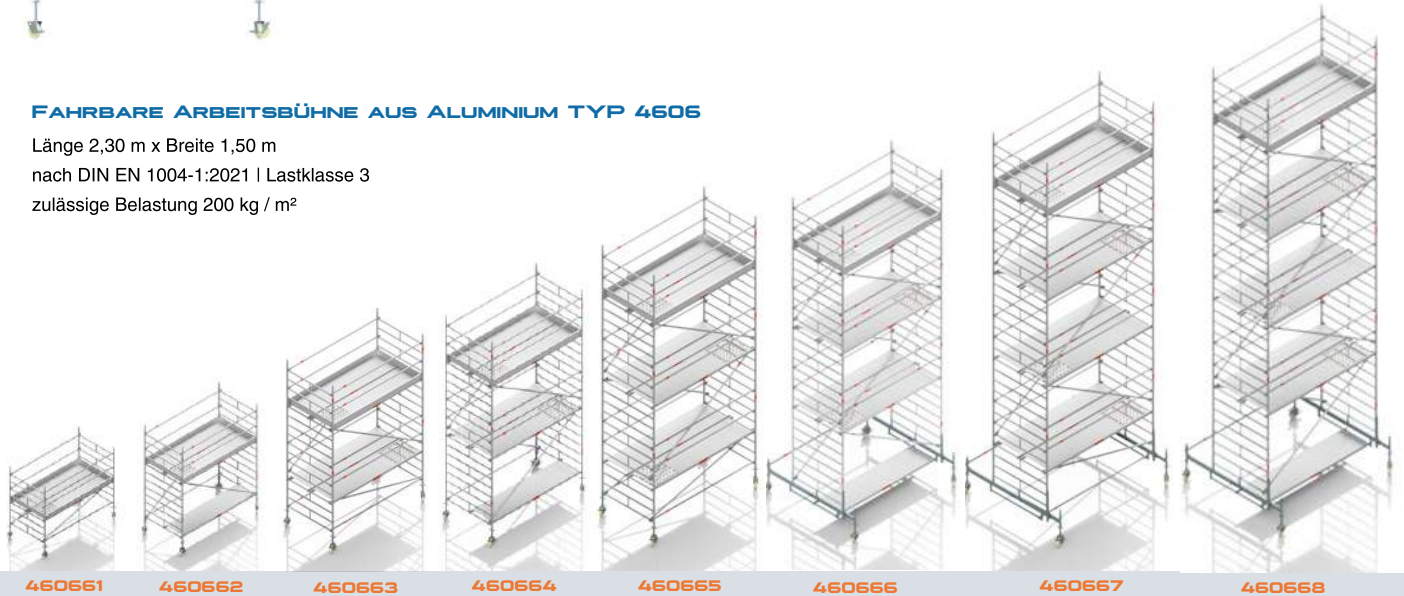 FAHRBARE ARBEITSBÜHNE AUS ALUMINIUM TYP 4606
Länge 2,30 m x Breite 1,50 m
nach DIN EN 1004-1:2021 | Lastklasse 3
zulässige Belastung 200 kg / m²
460661 460662 460663 460664 460665 460666 460667 460668